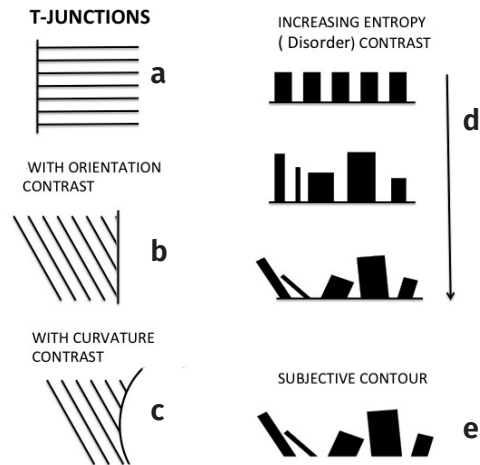 T-JUNCTIONS
a
WITH ORIENTATION
CONTRAST
b
WITH CURVATURE
CONTRAST
c
INCREASING ENTROPY
( Disorder) CONTRAST
d
SUBJECTIVE CONTOUR
e